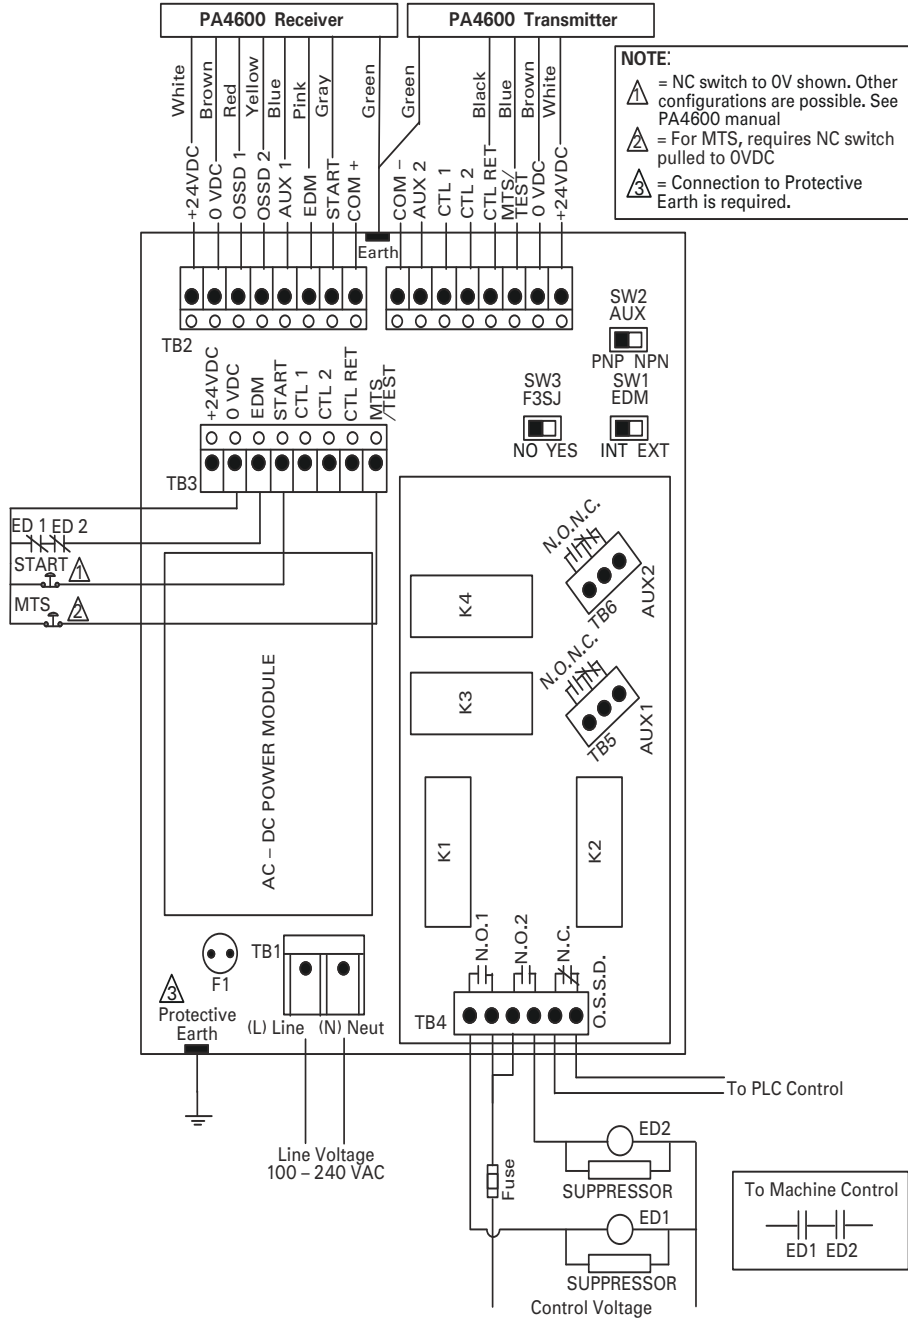 PA4600 Receiver
PA4600 Transmitter
White
Brown
Red
Yellow
Blue
Pink
Gray
Green
Green
Black
Blue
Brown
White
NOTE:
1 = NC switch to 0V shown. Other
configurations are possible. See
PA4600 manual
2 = For MTS, requires NC switch
pulled to 0VDC
3 = Connection to Protective
Earth is required.
+24VDC
0 VDC
OSSD 1
OSSD 2
AUX 1
EDM
START
COM +
COM –
AUX 2
CTL 1
CTL 2
CTL RET
MTS/
TEST
0 VDC
+24VDC
Earth
TB2
SW2
AUX
PNP NPN
SW3
F3SJ
NO YES
SW1
EDM
INT EXT
+24VDC
0 VDC
EDM
START
CTL 1
CTL 2
CTL RET
MTS
/TEST
TB3
ED 1 ED 2
START 1
MTS 2
AC – DC POWER MODULE
N.O.
N.C.
TB6
AUX2
K4
N.O.
N.C.
TB5
AUX1
K3
K1
K2
N.O.1
N.O.2
N.C.
O.S.S.D.
TB4
F1
TB1
3
Protective
Earth
(L) Line (N) Neut
Line Voltage
100 – 240 VAC
To PLC Control
Fuse
ED2
SUPPRESSOR
ED1
SUPPRESSOR
Control Voltage
To Machine Control
ED1 ED2